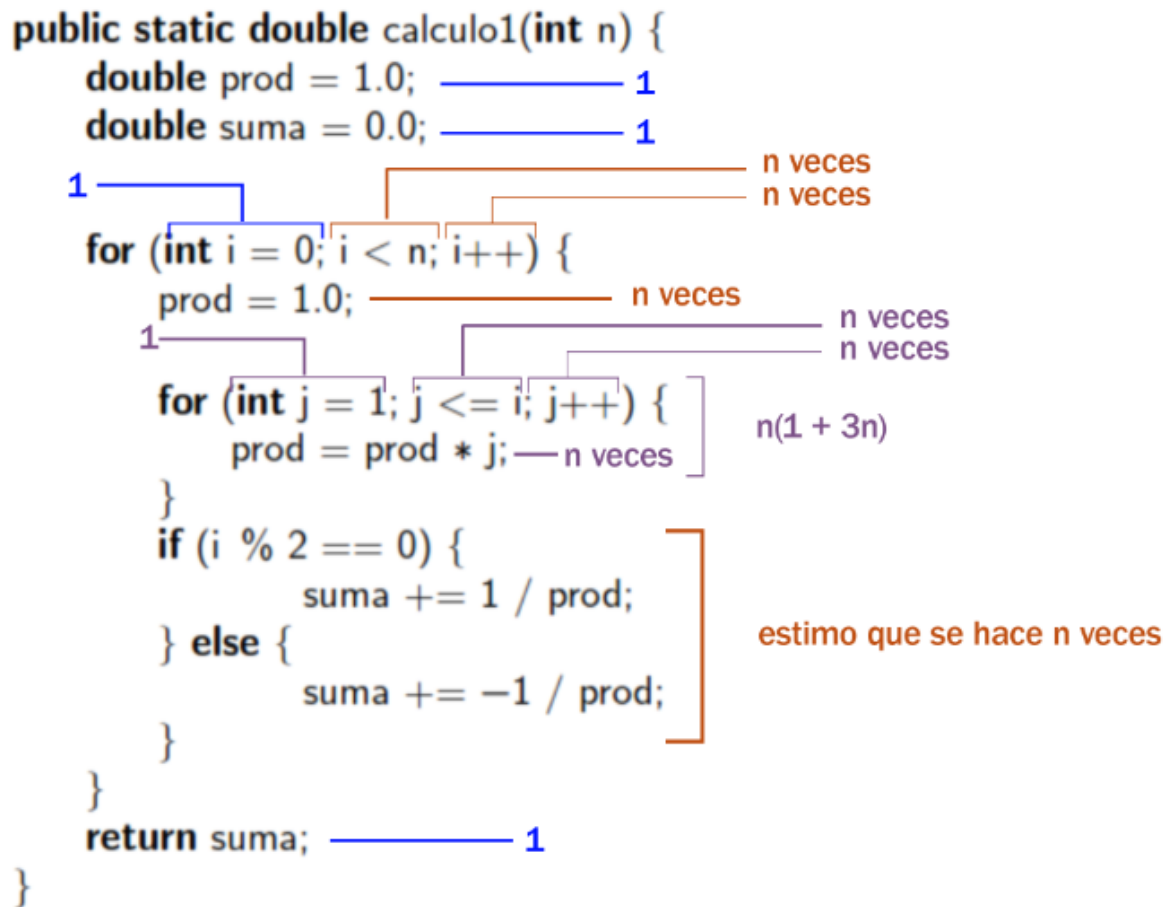 public static double calculo1(int n) {
double prod = 1.0; 1
double suma = 0.0; 1
n veces
1
n veces
for (int i = 0; i < n; i++) {
prod = 1.0; n veces
n veces
1
n veces
for (int j = 1; j <= i; j++) {
n(1 + 3n)
prod = prod * j; n veces
}
if (i % 2 == 0) {
suma += 1 / prod;
} else {
estimo que se hace n veces
suma += −1 / prod;
}
}
return suma; 1
}